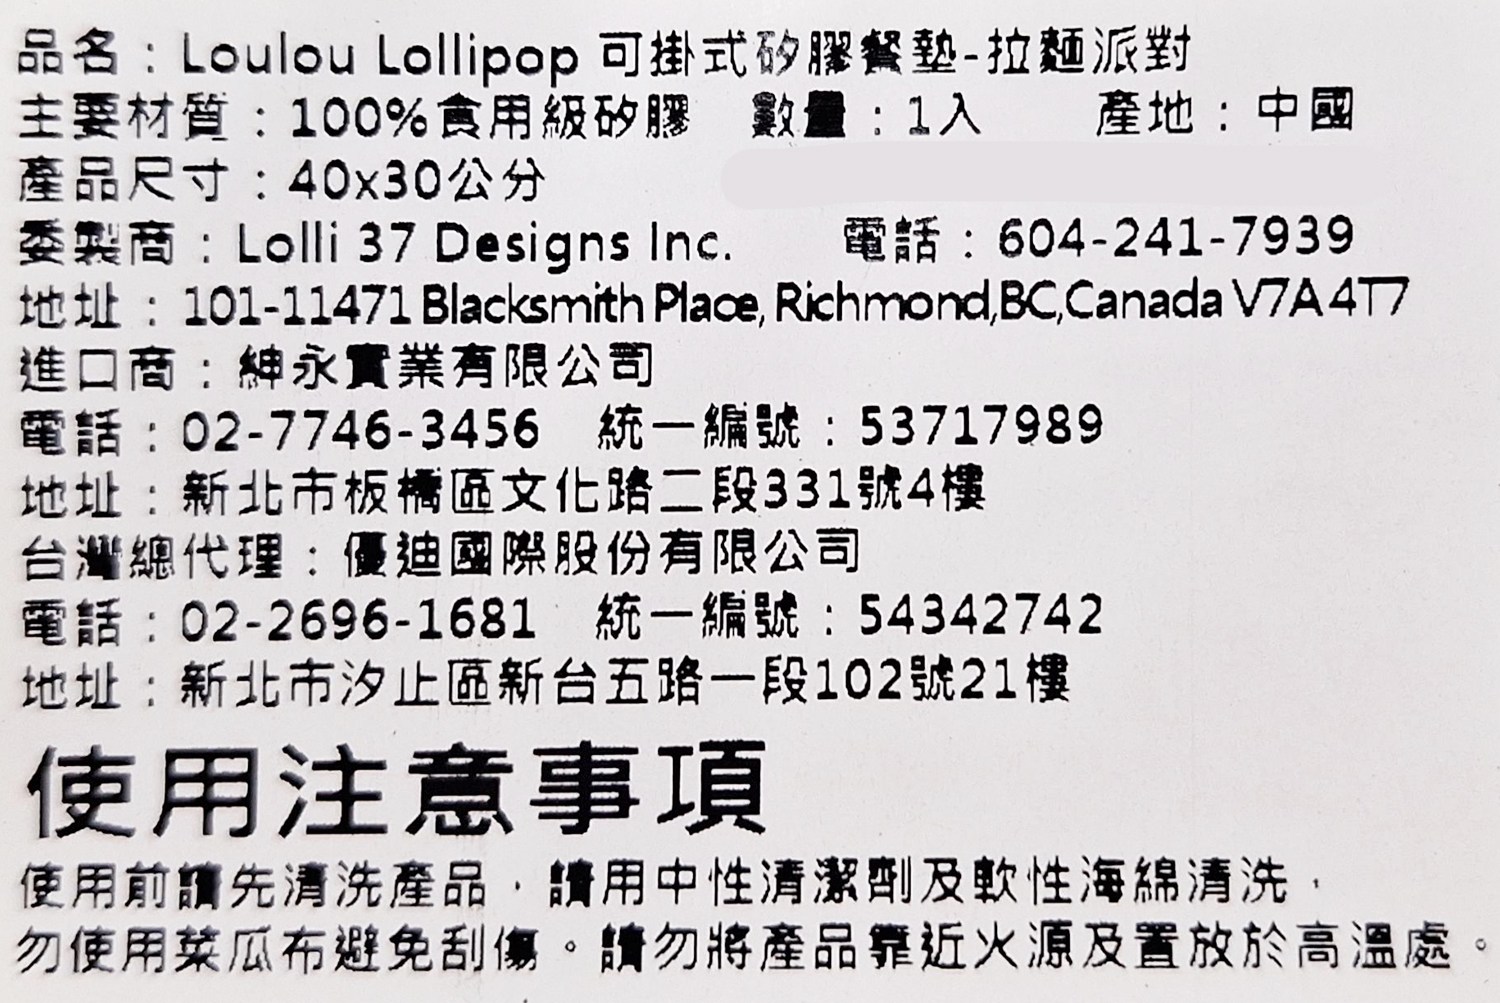 品名：Loulou Lollipop 可掛式矽膠餐墊-拉麵派對
主要材質：100%食用級矽膠 數量：1入 產地：中國
產品尺寸：40x30公分
委製商：Lolli 37 Designs Inc. 電話：604-241-7939
地址：101-11471 Blacksmith Place, Richmond,BC,Canada V7A 4T7
進口商：紳永實業有限公司
電話：02-7746-3456 統一編號：53717989
地址：新北市板橋區文化路二段331號4樓
台灣總代理：優迪國際股份有限公司
電話：02-2696-1681 統一編號：54342742
地址：新北市汐止區新台五路一段102號21樓
使用注意事項
使用前請先清洗產品，請用中性清潔劑及軟性海綿清洗，
勿使用菜瓜布避免刮傷。請勿將產品靠近火源及置放於高溫處。